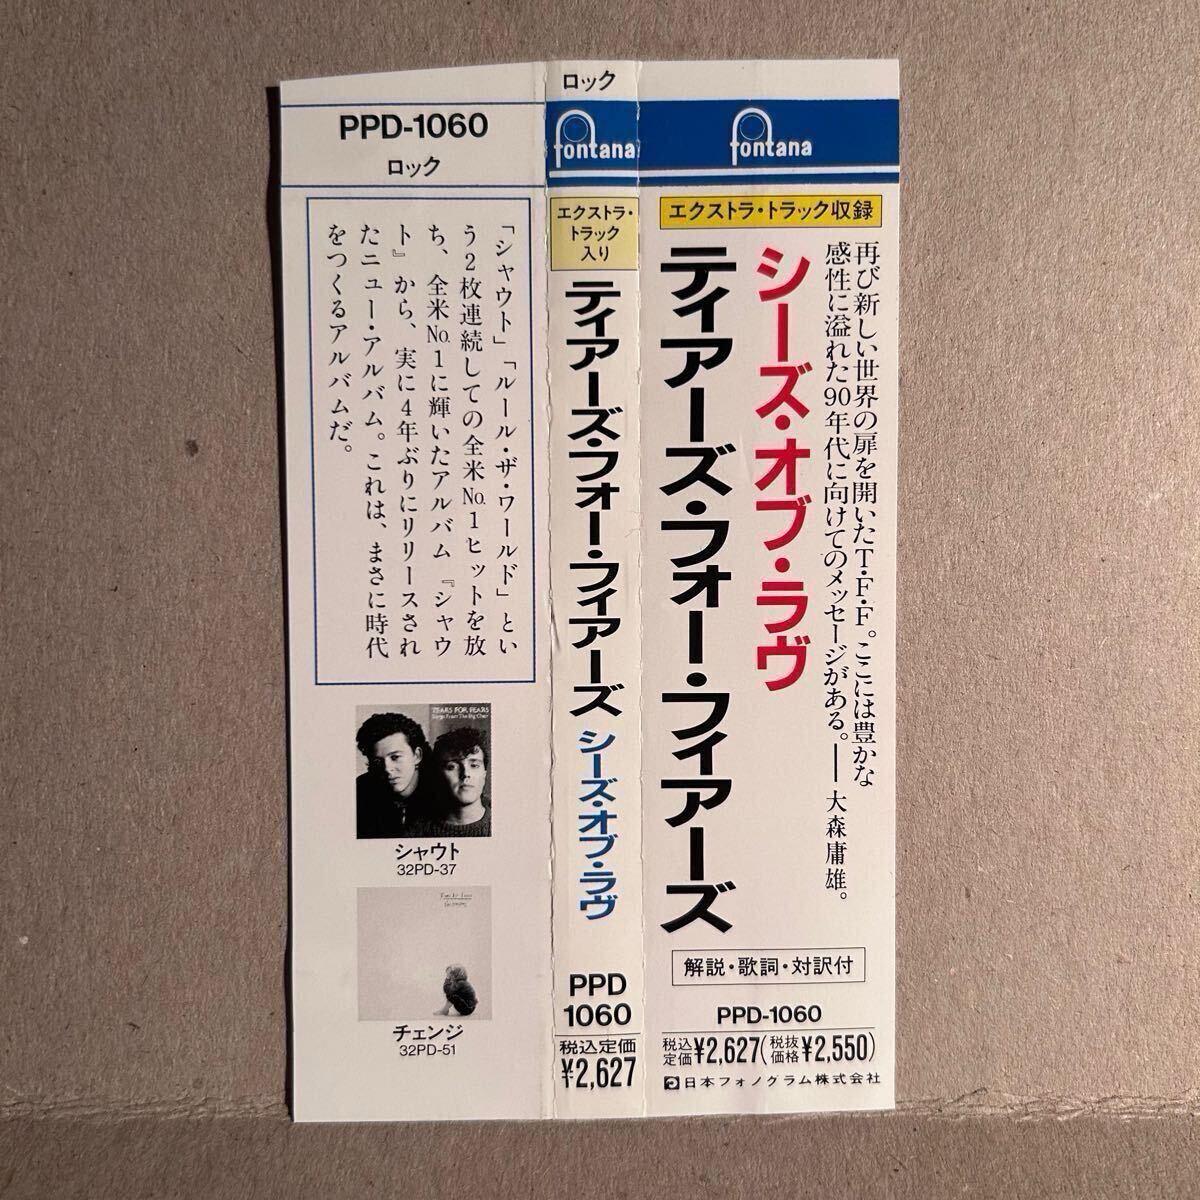 PPD-1060
ロック
「シャウト」「ルール・ザ・ワールド」とい
う2枚連続しての全米No.1ヒットを放
ち、全米No.1に輝いたアルバム『シャウ
ト』から、実に4年ぶりにリリースされ
たニュー・アルバム。これは、まさに時代
をつくるアルバムだ。
TEARS FOR FEARS
Songs From The Big Chair
シャウト
32PD-37
チェンジ
32PD-51
ロック
fontana
エクストラ・
トラック
入り
ティアーズ・フォー・フィアーズ シーズ・オブ・ラヴ
PPD
1060
税込定価
¥2,627
fontana
エクストラ・トラック収録
再び新しい世界の扉を開いたT・F・F。ここには豊かな
感性に溢れた90年代に向けてのメッセージがある。── 大森庸雄。
シーズ・オブ・ラヴ
ティアーズ・フォー・フィアーズ
解説・歌詞・対訳付
PPD-1060
税込定価¥2,627(税抜価格¥2,550)
日本フォノグラム株式会社